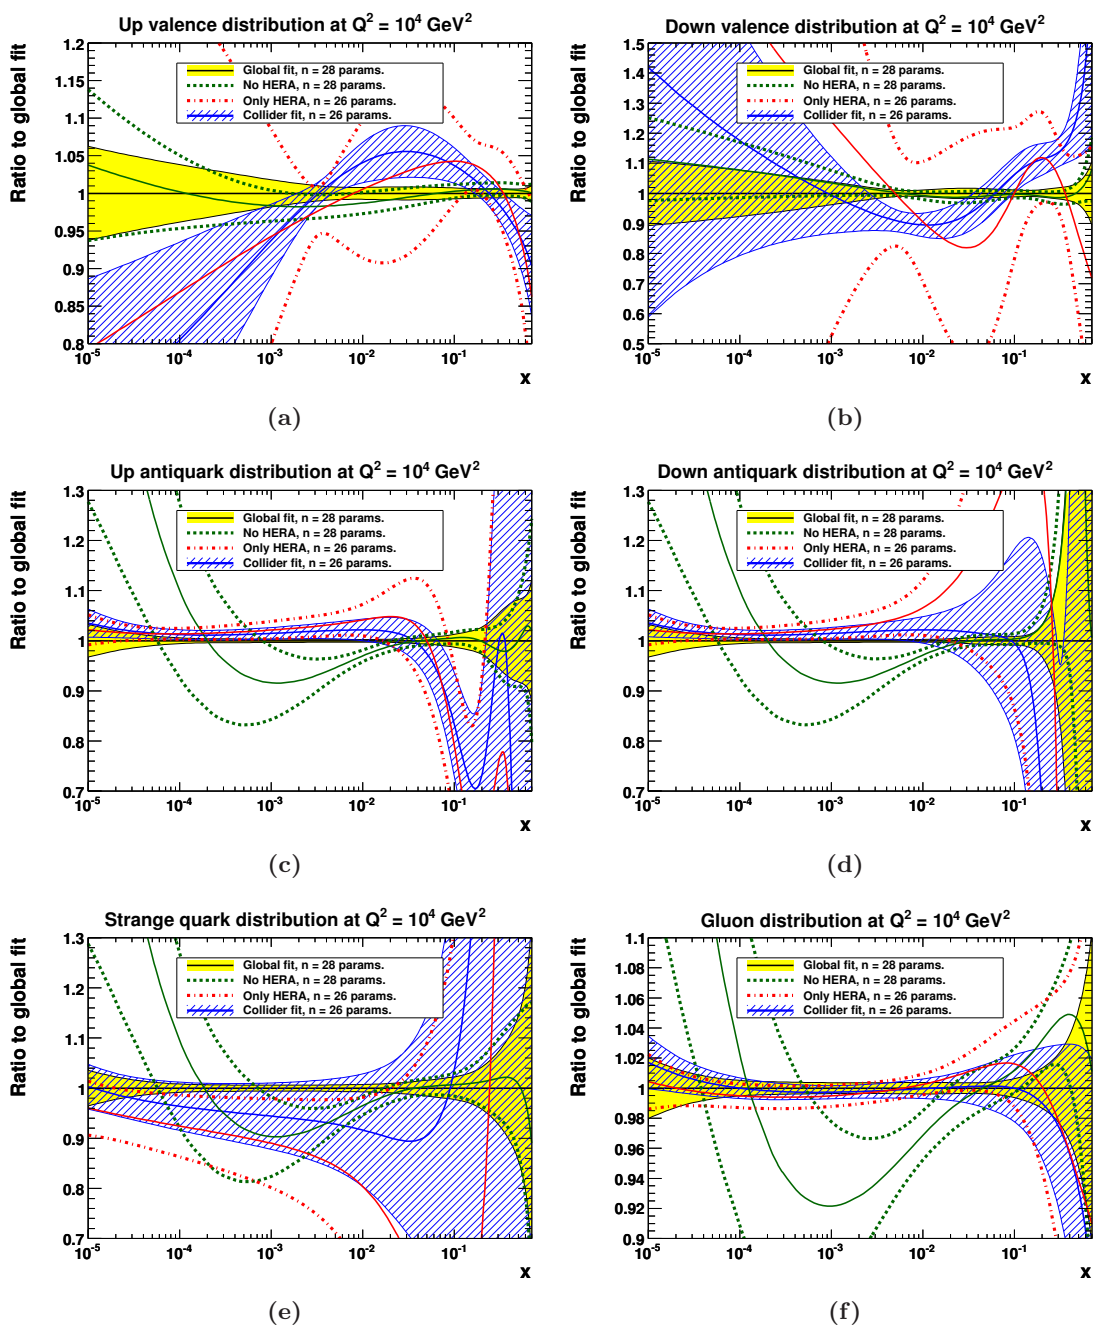 Up valence distribution at Q² = 10⁴ GeV²
Ratio to global fit
1.2
1.15
1.1
1.05
1
0.95
0.9
0.85
0.8
Global fit, n = 28 params.
No HERA, n = 28 params.
Only HERA, n = 26 params.
Collider fit, n = 26 params.
10⁻⁵ 10⁻⁴ 10⁻³ 10⁻² 10⁻¹
x
(a)
Down valence distribution at Q² = 10⁴ GeV²
Ratio to global fit
1.5
1.4
1.3
1.2
1.1
1
0.9
0.8
0.7
0.6
0.5
Global fit, n = 28 params.
No HERA, n = 28 params.
Only HERA, n = 26 params.
Collider fit, n = 26 params.
10⁻⁵ 10⁻⁴ 10⁻³ 10⁻² 10⁻¹
x
(b)
Up antiquark distribution at Q² = 10⁴ GeV²
Ratio to global fit
1.3
1.2
1.1
1
0.9
0.8
0.7
Global fit, n = 28 params.
No HERA, n = 28 params.
Only HERA, n = 26 params.
Collider fit, n = 26 params.
10⁻⁵ 10⁻⁴ 10⁻³ 10⁻² 10⁻¹
x
(c)
Down antiquark distribution at Q² = 10⁴ GeV²
Ratio to global fit
1.3
1.2
1.1
1
0.9
0.8
0.7
Global fit, n = 28 params.
No HERA, n = 28 params.
Only HERA, n = 26 params.
Collider fit, n = 26 params.
10⁻⁵ 10⁻⁴ 10⁻³ 10⁻² 10⁻¹
x
(d)
Strange quark distribution at Q² = 10⁴ GeV²
Ratio to global fit
1.3
1.2
1.1
1
0.9
0.8
0.7
Global fit, n = 28 params.
No HERA, n = 28 params.
Only HERA, n = 26 params.
Collider fit, n = 26 params.
10⁻⁵ 10⁻⁴ 10⁻³ 10⁻² 10⁻¹
x
(e)
Gluon distribution at Q² = 10⁴ GeV²
Ratio to global fit
1.1
1.08
1.06
1.04
1.02
1
0.98
0.96
0.94
0.92
0.9
Global fit, n = 28 params.
No HERA, n = 28 params.
Only HERA, n = 26 params.
Collider fit, n = 26 params.
10⁻⁵ 10⁻⁴ 10⁻³ 10⁻² 10⁻¹
x
(f)